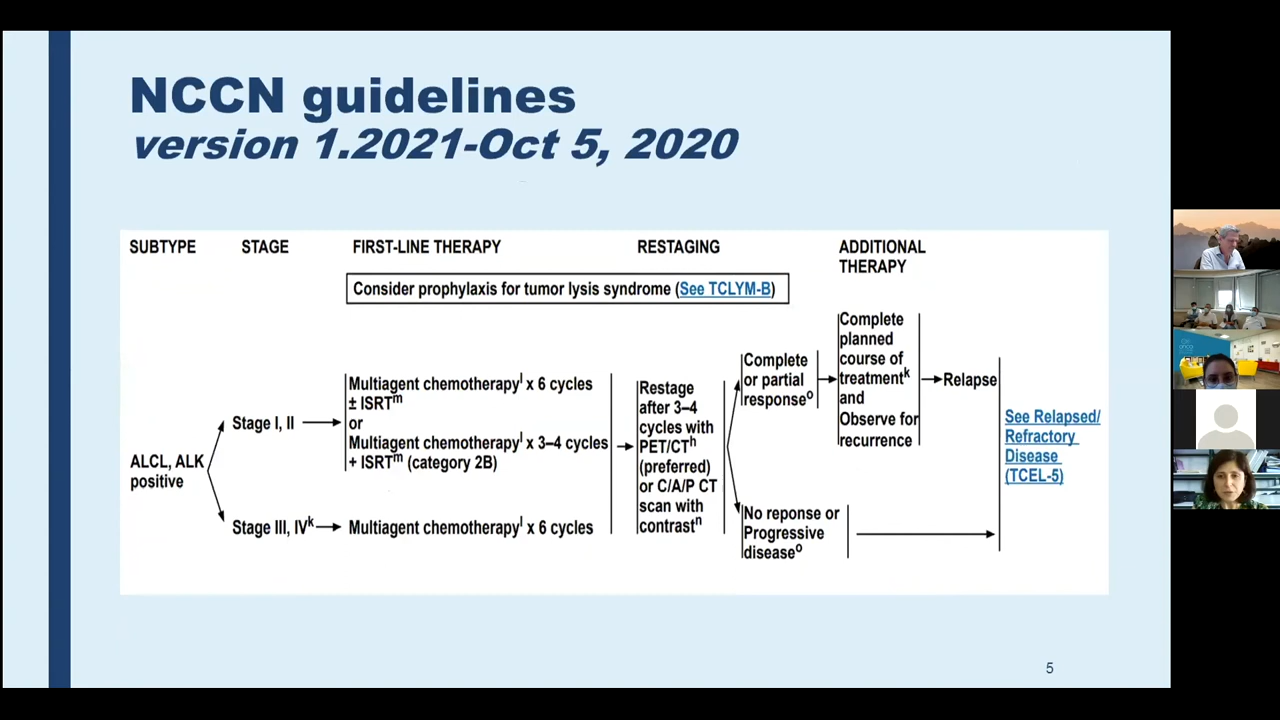 NCCN guidelines
version 1.2021-Oct 5, 2020
SUBTYPE
STAGE
FIRST-LINE THERAPY
RESTAGING
ADDITIONAL
THERAPY
Consider prophylaxis for tumor lysis syndrome (See TCLYM-B)
ALCL, ALK
positive
Stage I, II
Multiagent chemotherapyˡ x 6 cycles
± ISRTᵐ
or
Multiagent chemotherapyˡ x 3–4 cycles
+ ISRTᵐ (category 2B)
Stage III, IVᵏ
Multiagent chemotherapyˡ x 6 cycles
Restage
after 3–4
cycles with
PET/CTʰ
(preferred)
or C/A/P CT
scan with
contrastⁿ
Complete
or partial
responseᵒ
No reponse or
Progressive
diseaseᵒ
Complete
planned
course of
treatmentᵏ
and
Observe for
recurrence
Relapse
See Relapsed/
Refractory
Disease
(TCEL-5)
5